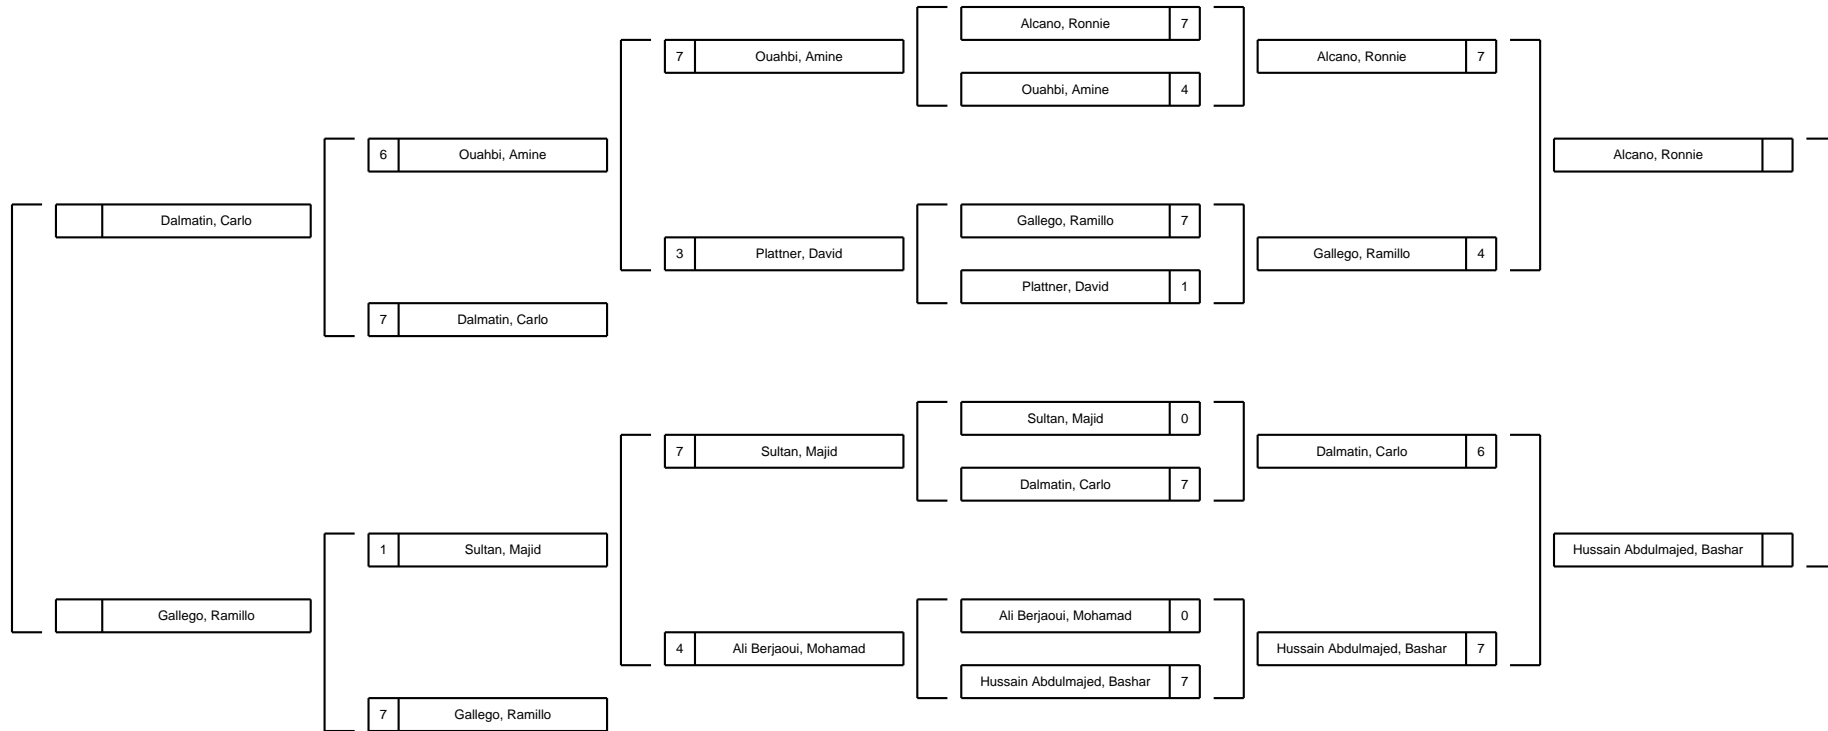 Alcano, Ronnie 7
7 Ouahbi, Amine
Alcano, Ronnie 7
Ouahbi, Amine 4
6 Ouahbi, Amine
Alcano, Ronnie
Dalmatin, Carlo
Gallego, Ramillo 7
3 Plattner, David
Gallego, Ramillo 4
Plattner, David 1
7 Dalmatin, Carlo
Sultan, Majid 0
7 Sultan, Majid
Dalmatin, Carlo 6
Dalmatin, Carlo 7
1 Sultan, Majid
Hussain Abdulmajed, Bashar
Gallego, Ramillo
Ali Berjaoui, Mohamad 0
4 Ali Berjaoui, Mohamad
Hussain Abdulmajed, Bashar 7
Hussain Abdulmajed, Bashar 7
7 Gallego, Ramillo